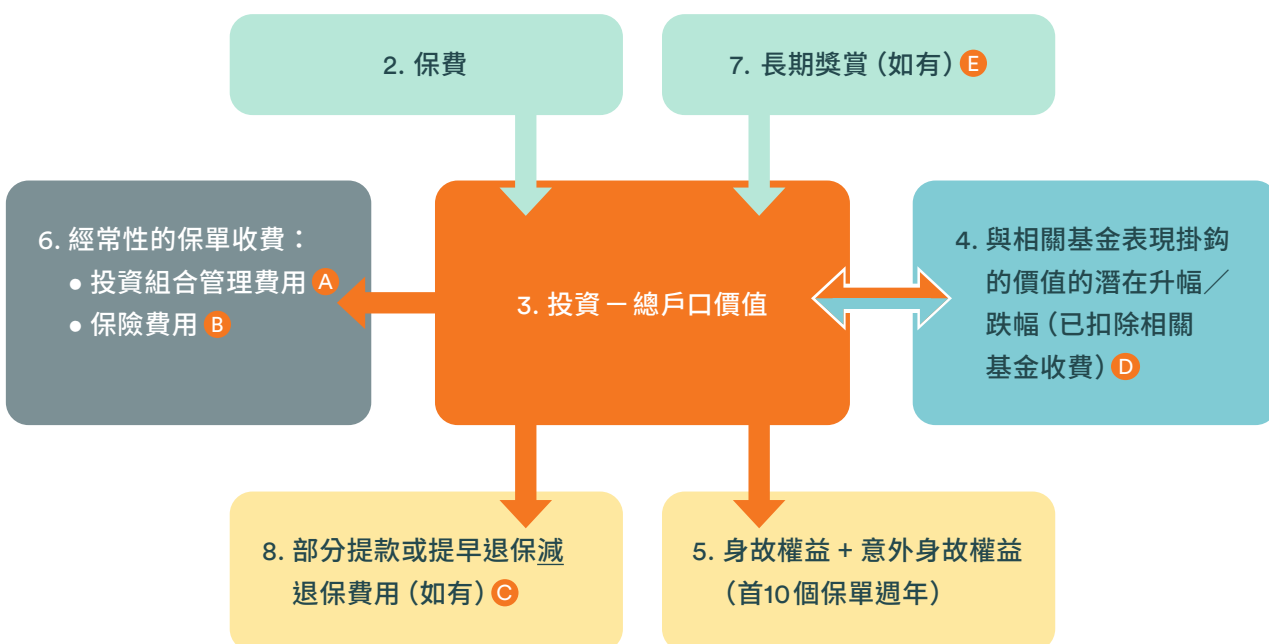 2. 保費
7. 長期獎賞（如有）E
6. 經常性的保單收費：
• 投資組合管理費用 A
• 保險費用 B
3. 投資－總戶口價值
4. 與相關基金表現掛鈎
的價值的潛在升幅／
跌幅（已扣除相關
基金收費）D
8. 部分提款或提早退保減
退保費用（如有）C
5. 身故權益 + 意外身故權益
（首10個保單週年）